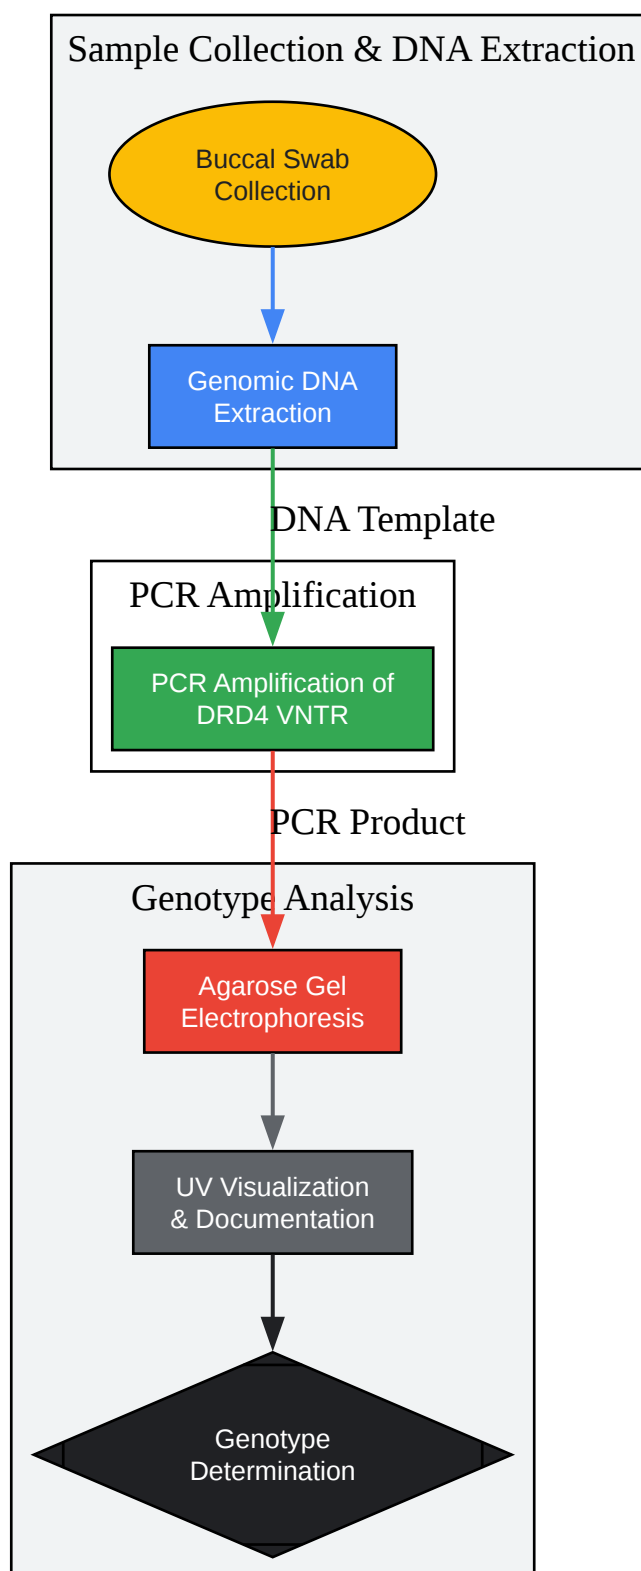 Sample Collection & DNA Extraction
Buccal Swab
Collection
Genomic DNA
Extraction
DNA Template
PCR Amplification
PCR Amplification of
DRD4 VNTR
PCR Product
Genotype Analysis
Agarose Gel
Electrophoresis
UV Visualization
& Documentation
Genotype
Determination